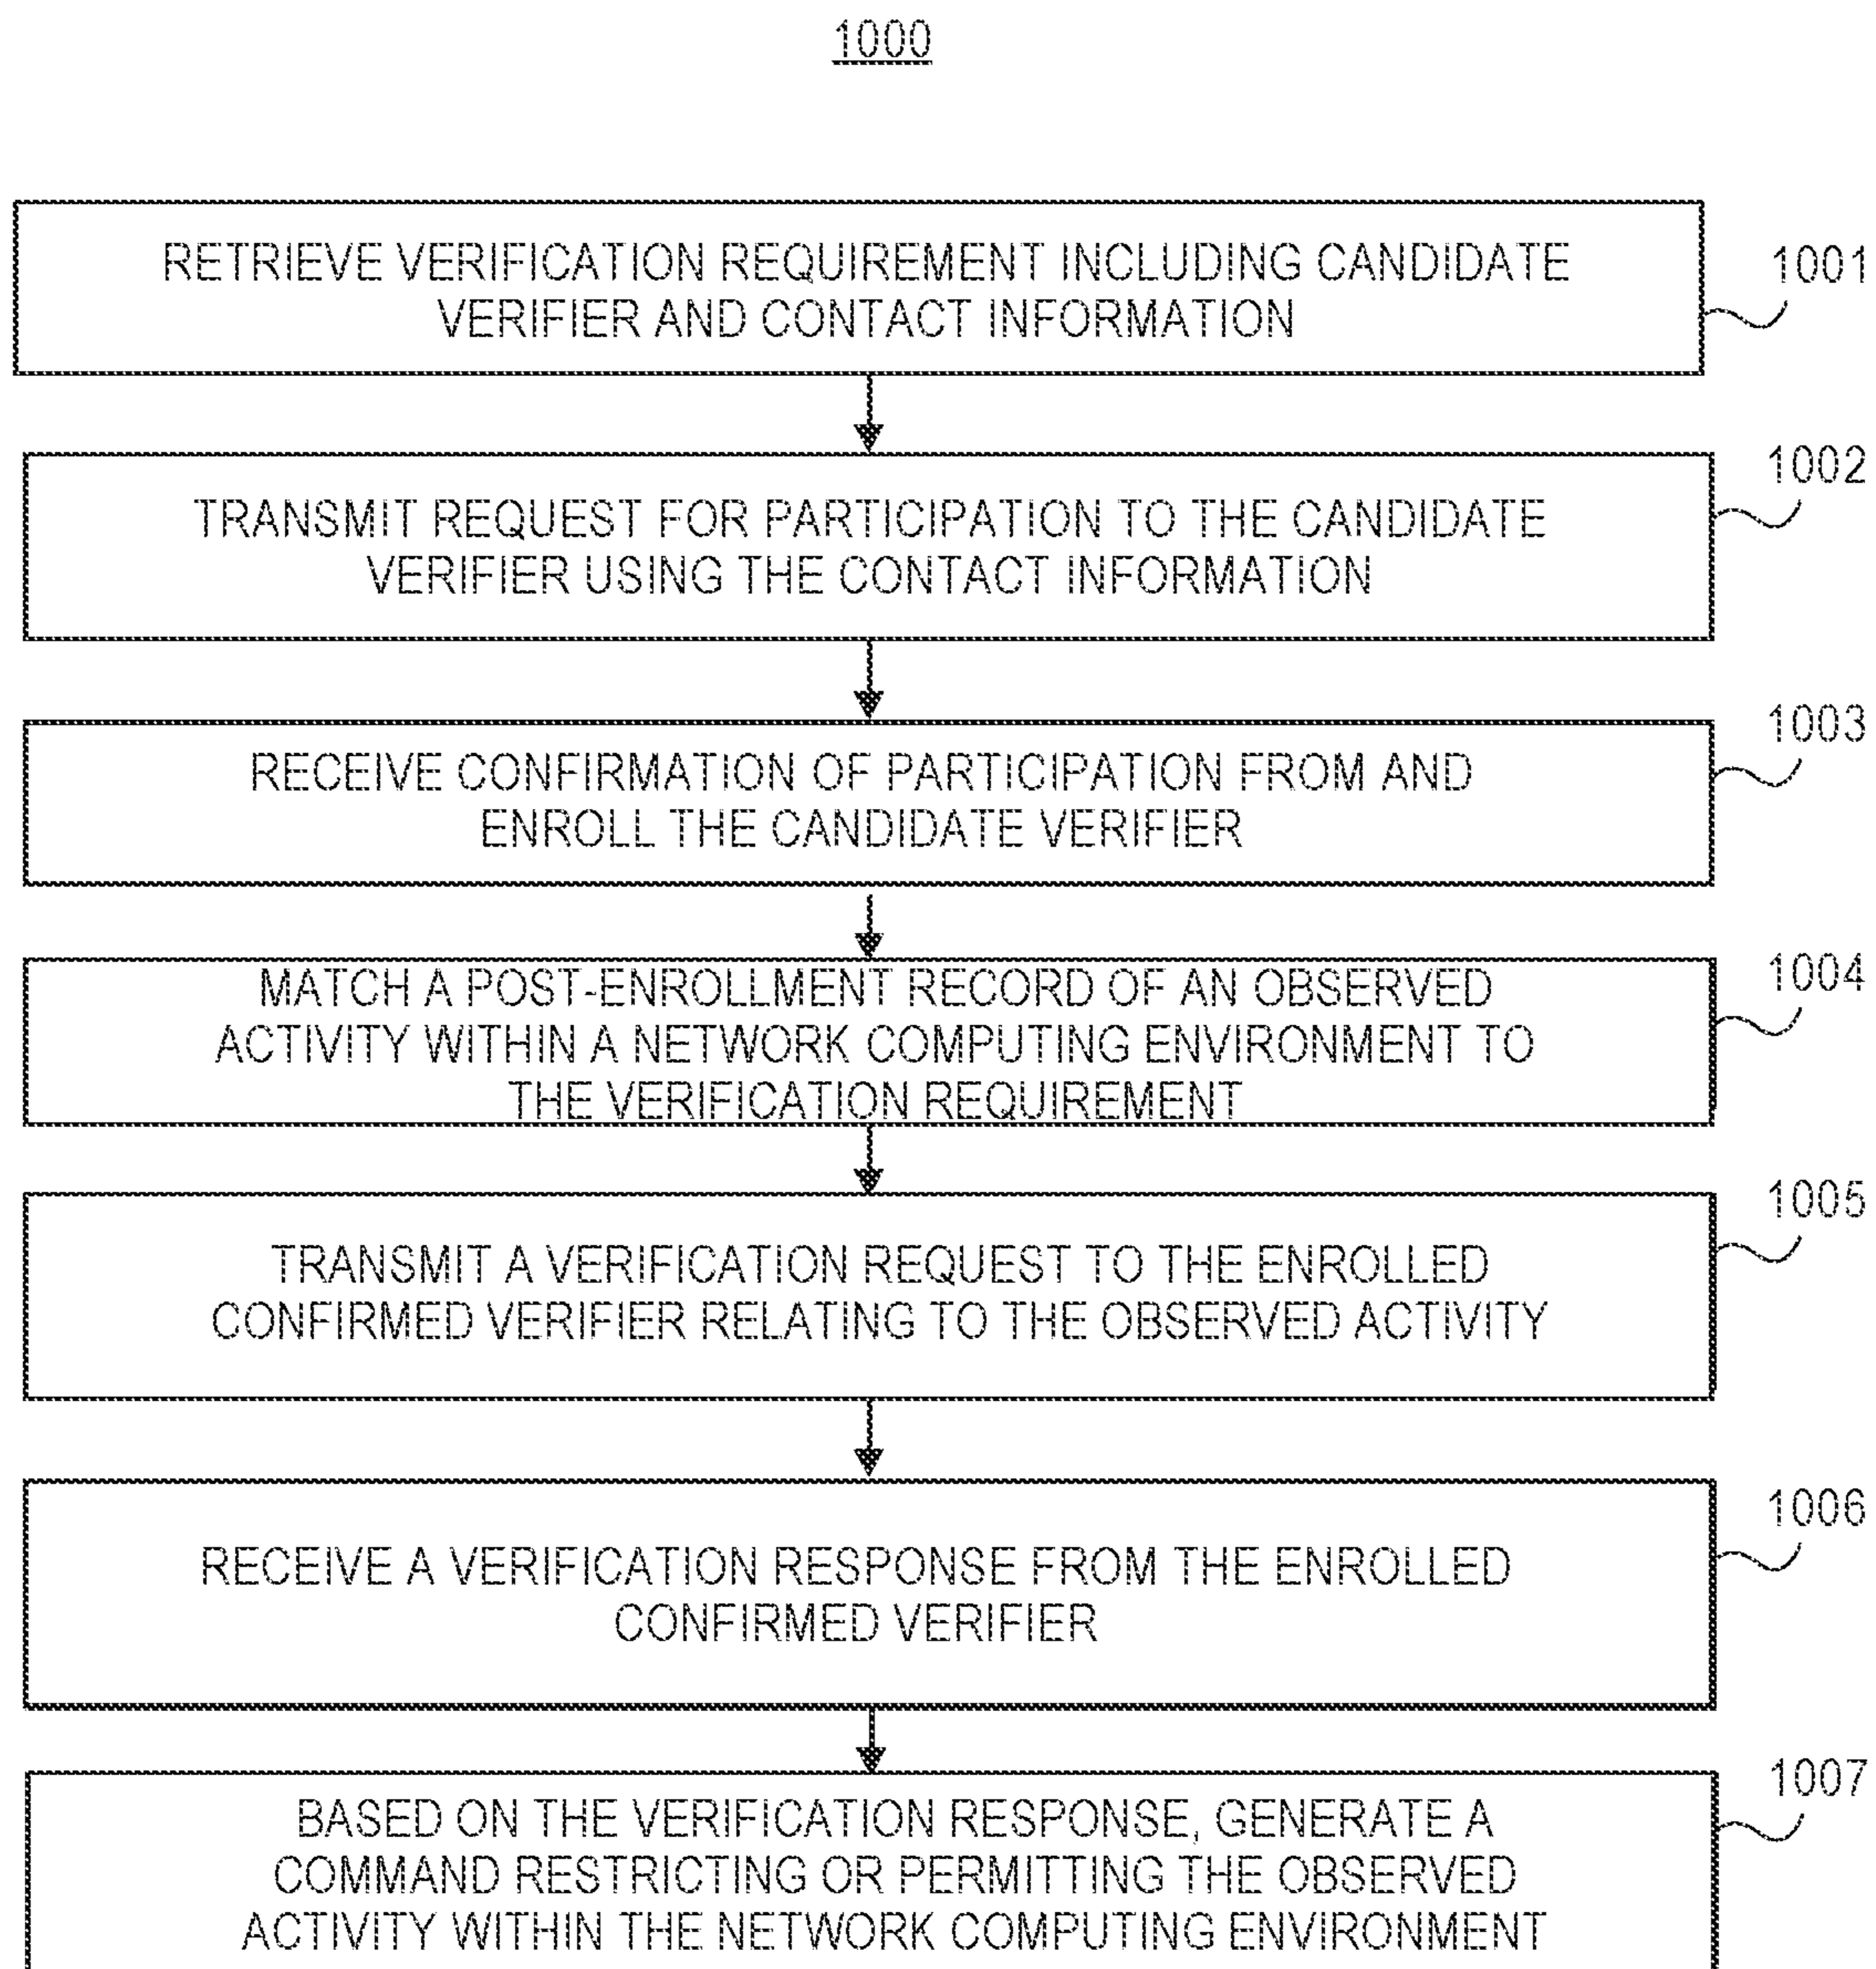 1000
RETRIEVE VERIFICATION REQUIREMENT INCLUDING CANDIDATE
VERIFIER AND CONTACT INFORMATION
1001
TRANSMIT REQUEST FOR PARTICIPATION TO THE CANDIDATE
VERIFIER USING THE CONTACT INFORMATION
1002
RECEIVE CONFIRMATION OF PARTICIPATION FROM AND
ENROLL THE CANDIDATE VERIFIER
1003
MATCH A POST-ENROLLMENT RECORD OF AN OBSERVED
ACTIVITY WITHIN A NETWORK COMPUTING ENVIRONMENT TO
THE VERIFICATION REQUIREMENT
1004
TRANSMIT A VERIFICATION REQUEST TO THE ENROLLED
CONFIRMED VERIFIER RELATING TO THE OBSERVED ACTIVITY
1005
RECEIVE A VERIFICATION RESPONSE FROM THE ENROLLED
CONFIRMED VERIFIER
1006
BASED ON THE VERIFICATION RESPONSE, GENERATE A
COMMAND RESTRICTING OR PERMITTING THE OBSERVED
ACTIVITY WITHIN THE NETWORK COMPUTING ENVIRONMENT
1007